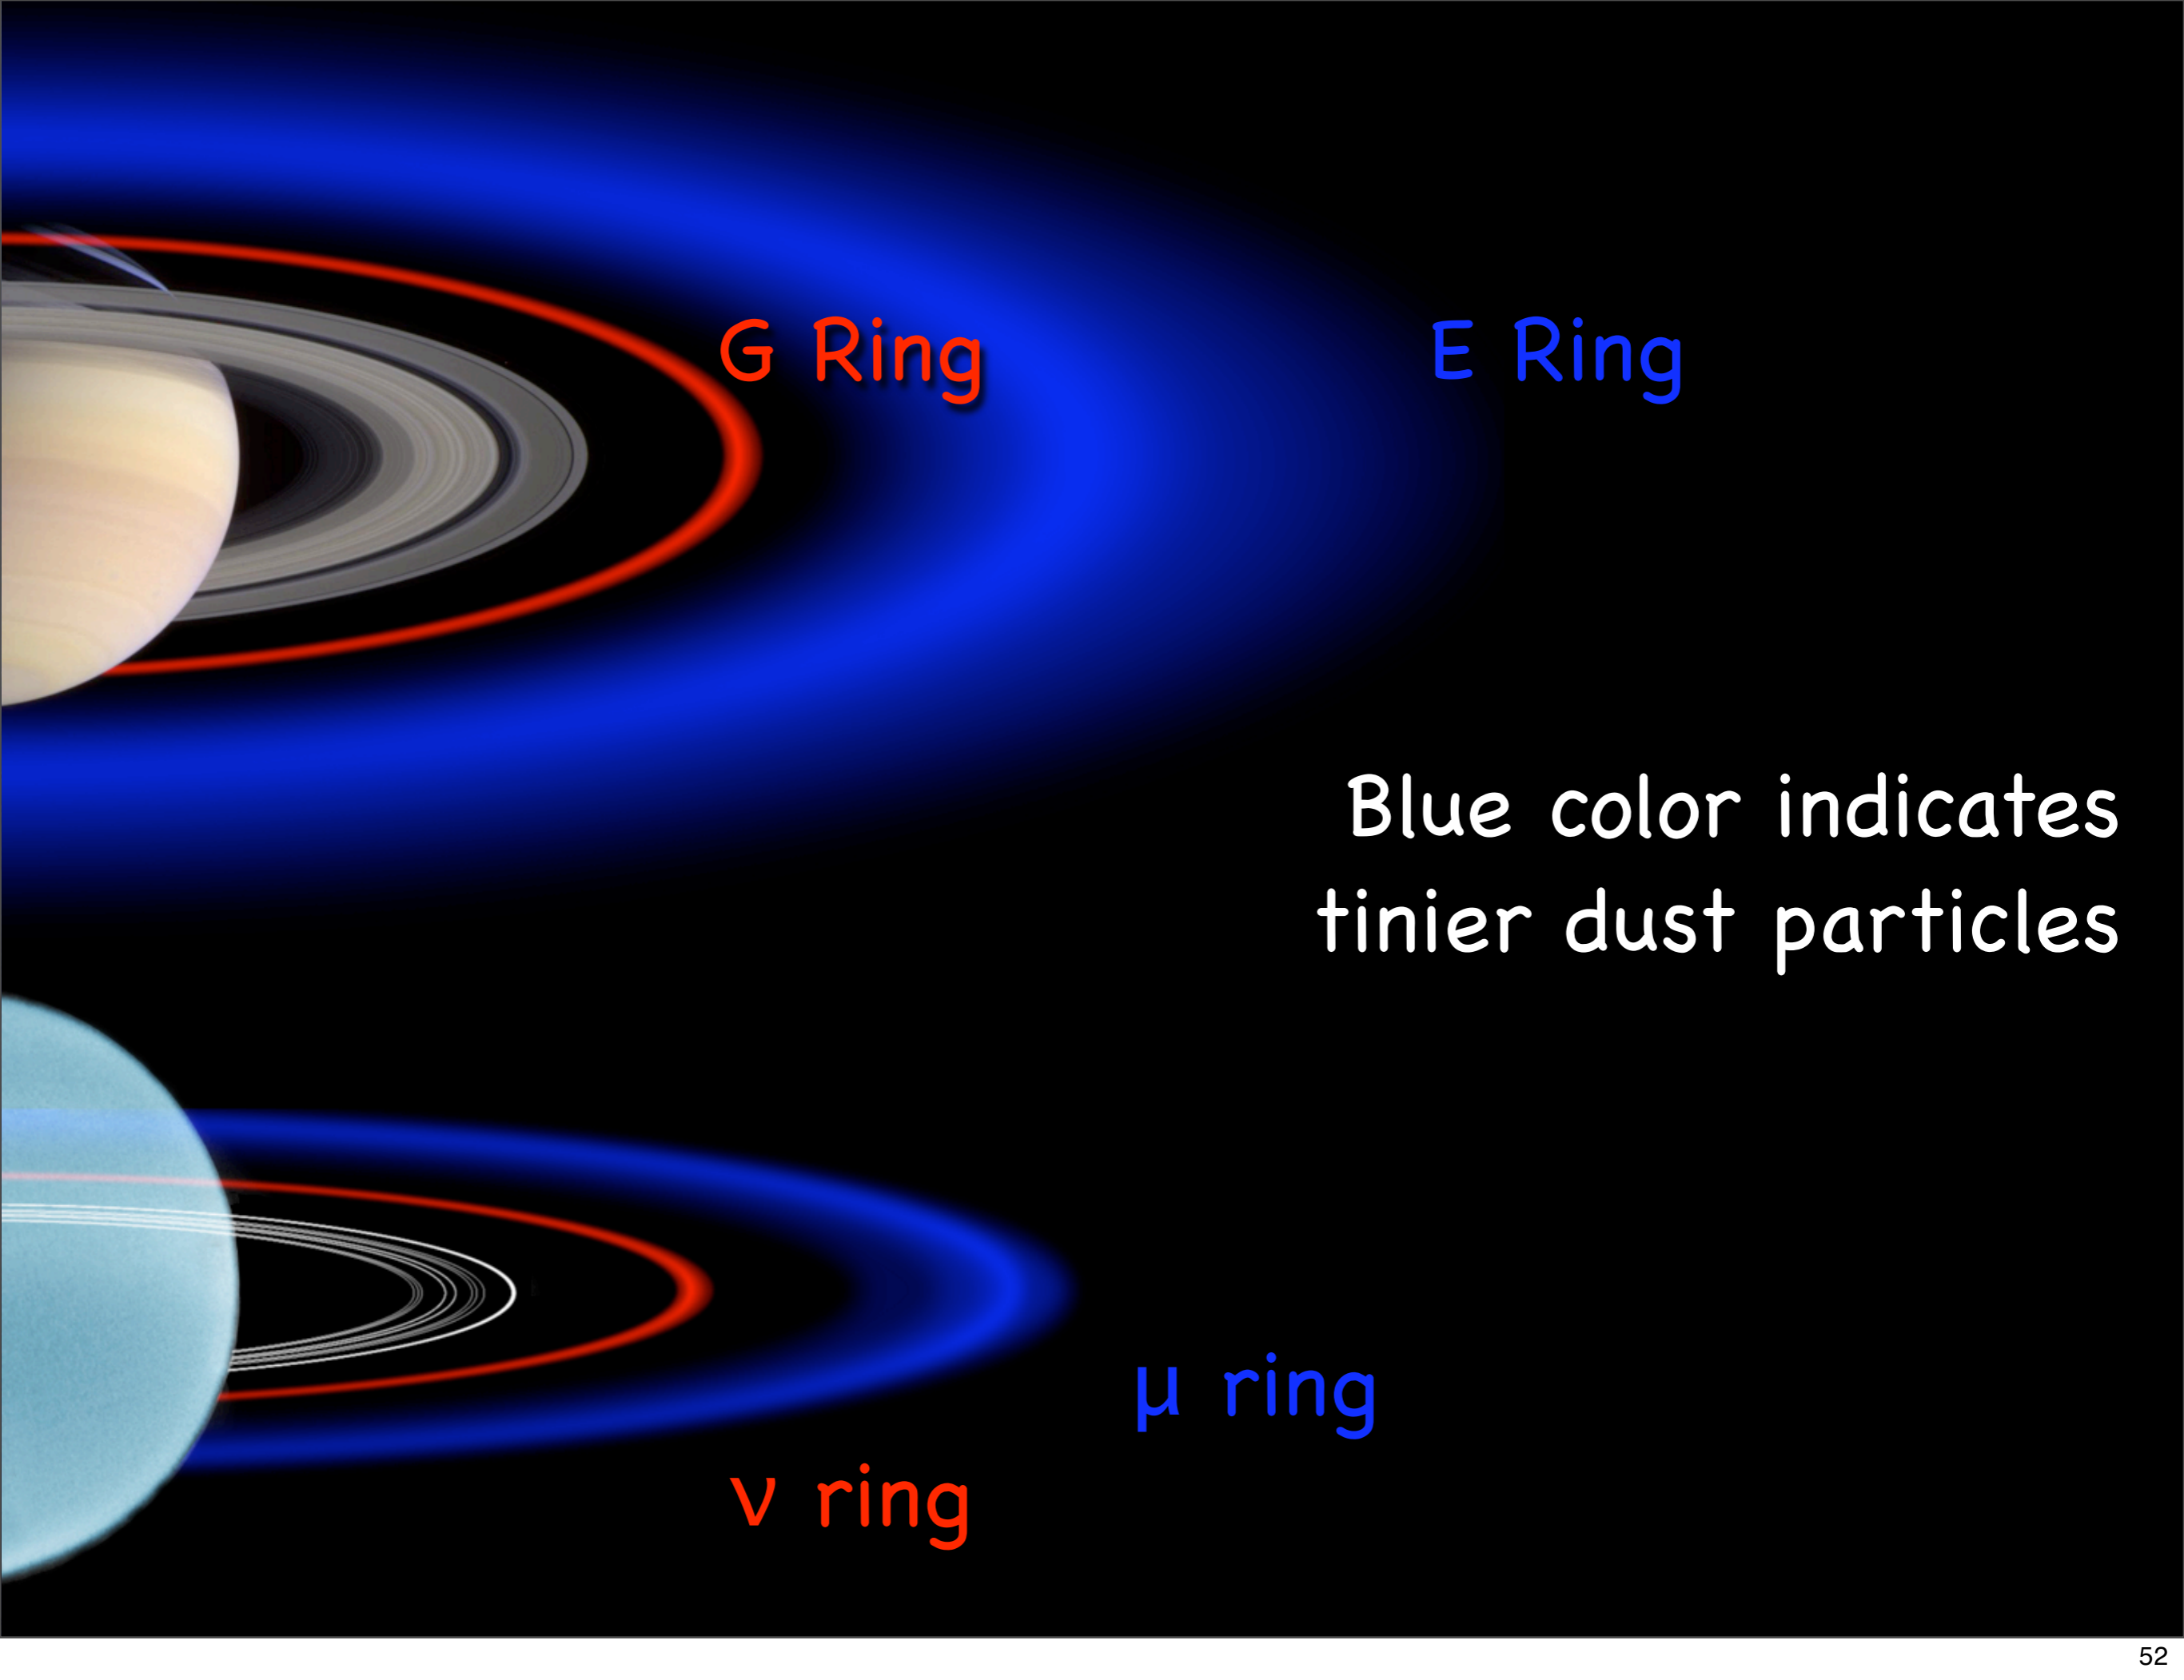 G Ring
E Ring
Blue color indicates
tinier dust particles
μ ring
ν ring
52